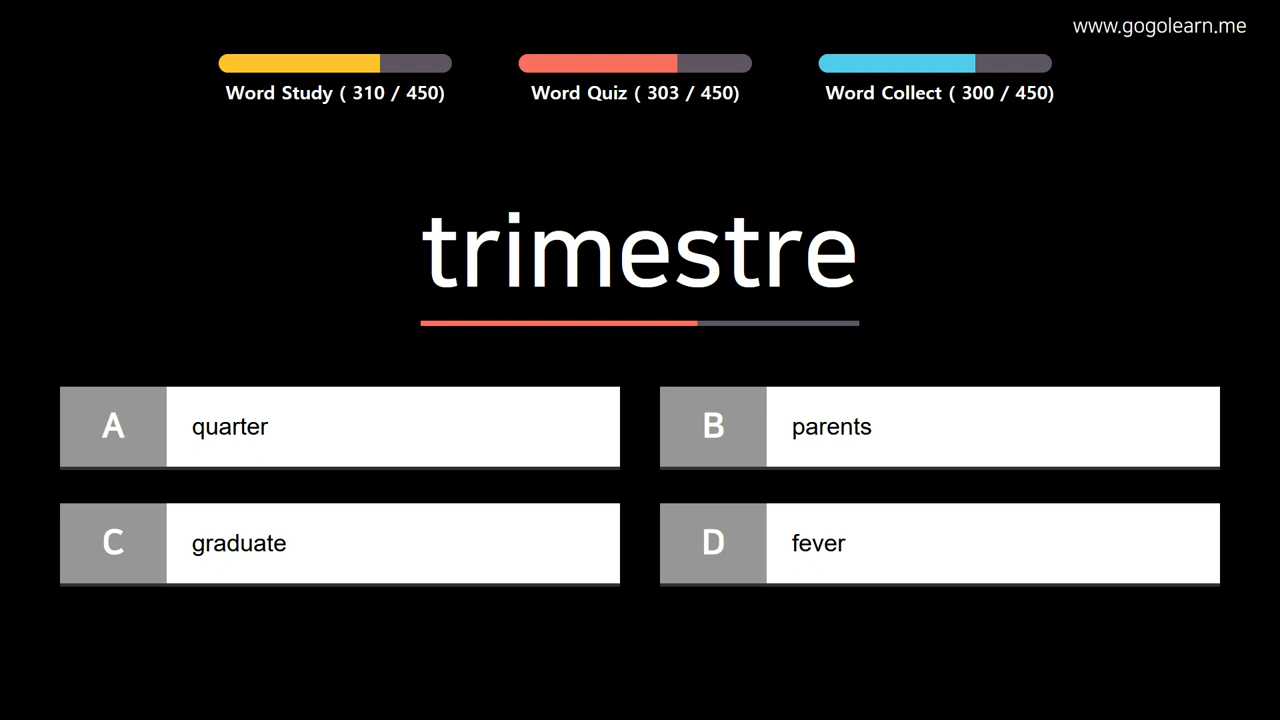 www.gogolearn.me
Word Study ( 310 / 450)
Word Quiz ( 303 / 450)
Word Collect ( 300 / 450)
trimestre
A quarter
B parents
C graduate
D fever